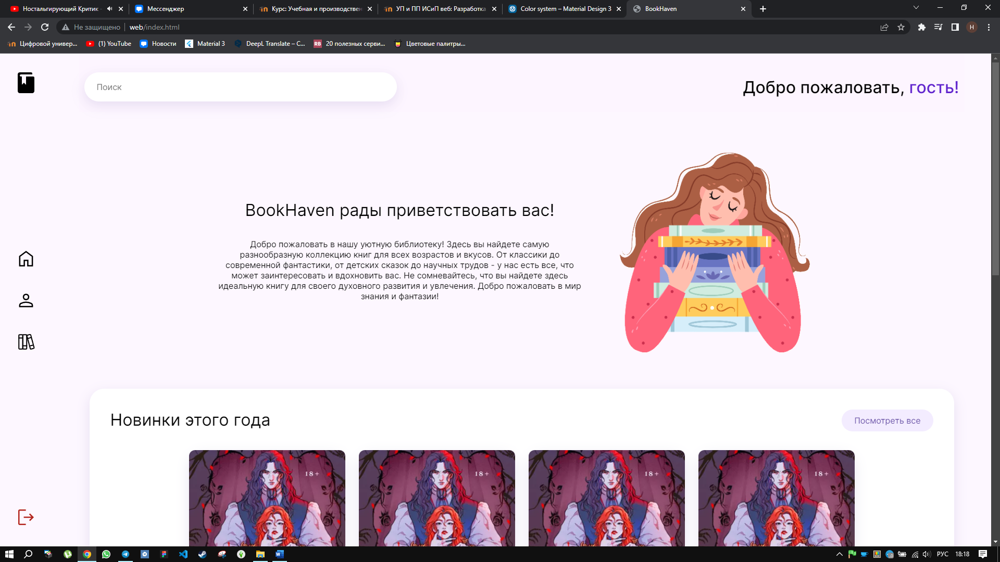 Ностальгирующий Критик -
Мессенджер
Курс: Учебная и производствен
УП и ПП ИСиП веб: Разработка
Color system – Material Design 3
BookHaven
Не защищено
web/index.html
Н
Цифровой универ...
(1) YouTube
Новости
Material 3
DeepL Translate – С...
RB
20 полезных серви...
Цветовые палитры...
Поиск
Добро пожаловать, гость!
BookHaven рады приветствовать вас!
Добро пожаловать в нашу уютную библиотеку! Здесь вы найдете самую
разнообразную коллекцию книг для всех возрастов и вкусов. От классики до
современной фантастики, от детских сказок до научных трудов - у нас есть все, что
может заинтересовать и вдохновить вас. Не сомневайтесь, что вы найдете здесь
идеальную книгу для своего духовного развития и увлечения. Добро пожаловать в мир
знания и фантазии!
Новинки этого года
Посмотреть все
18+
18+
18+
18+
РУС
18:18